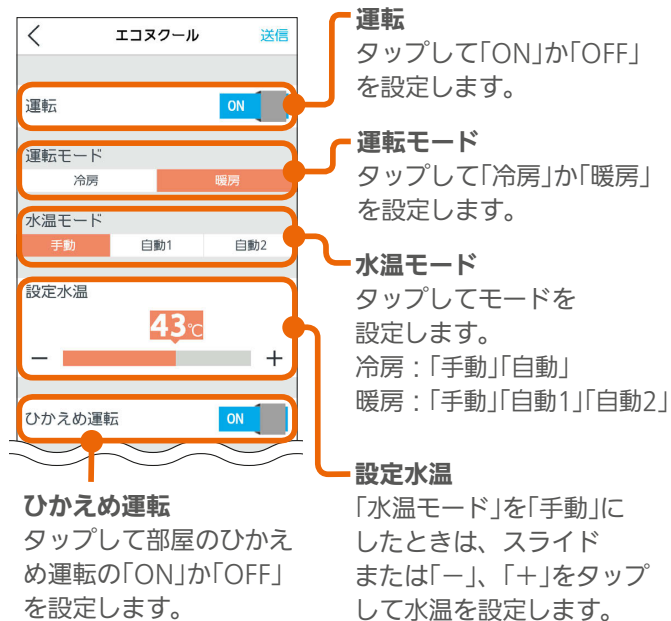 エコヌクール
送信
運転
ON
運転モード
冷房
暖房
水温モード
手動
自動1
自動2
設定水温
43℃
−
+
ひかえめ運転
ON
運転
タップして「ON」か「OFF」
を設定します。
運転モード
タップして「冷房」か「暖房」
を設定します。
水温モード
タップしてモードを
設定します。
冷房：「手動」「自動」
暖房：「手動」「自動1」「自動2」
設定水温
「水温モード」を「手動」に
したときは、スライド
または「−」、「+」をタップ
して水温を設定します。
ひかえめ運転
タップして部屋のひかえ
め運転の「ON」か「OFF」
を設定します。